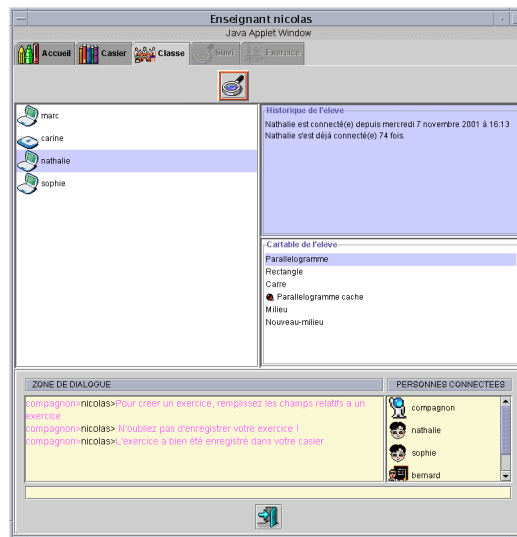 Enseignant nicolas
Java Applet Window
Accueil Casier Classe Suivi Exercice
marc
carine
nathalie
sophie
Historique de l'eleve
Nathalie est connecté(e) depuis mercredi 7 novembre 2001 à 16:13
Nathalie s'est déjà connecté(e) 74 fois.
Cartable de l'eleve
Parallelogramme
Rectangle
Carre
Parallelogramme cache
Milieu
Nouveau-milieu
ZONE DE DIALOGUE
compagnon>nicolas>Pour creer un exercice, remplissez les champs relatifs a un
exercice
compagnon>nicolas> N'oubliez pas d'enregistrer votre exercice !
compagnon>nicolas>L'exercice a bien été enregistré dans votre casier.
PERSONNES CONNECTEES
compagnon
nathalie
sophie
bernard